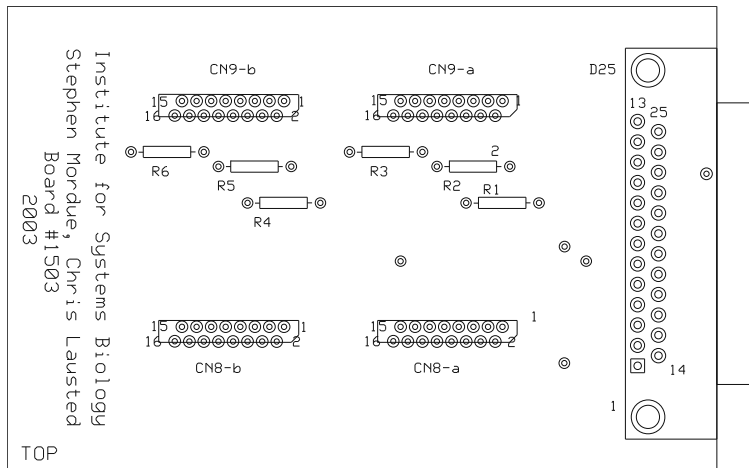 Institute for Systems Biology
Stephen Mordue, Chris Lausted
Board #1503
2003
CN9-b
CN9-a
D25
15
1
16
2
15
1
16
13
25
2
R6
R5
R4
R3
R2
R1
15
1
16
2
CN8-b
15
1
16
2
CN8-a
14
1
TOP